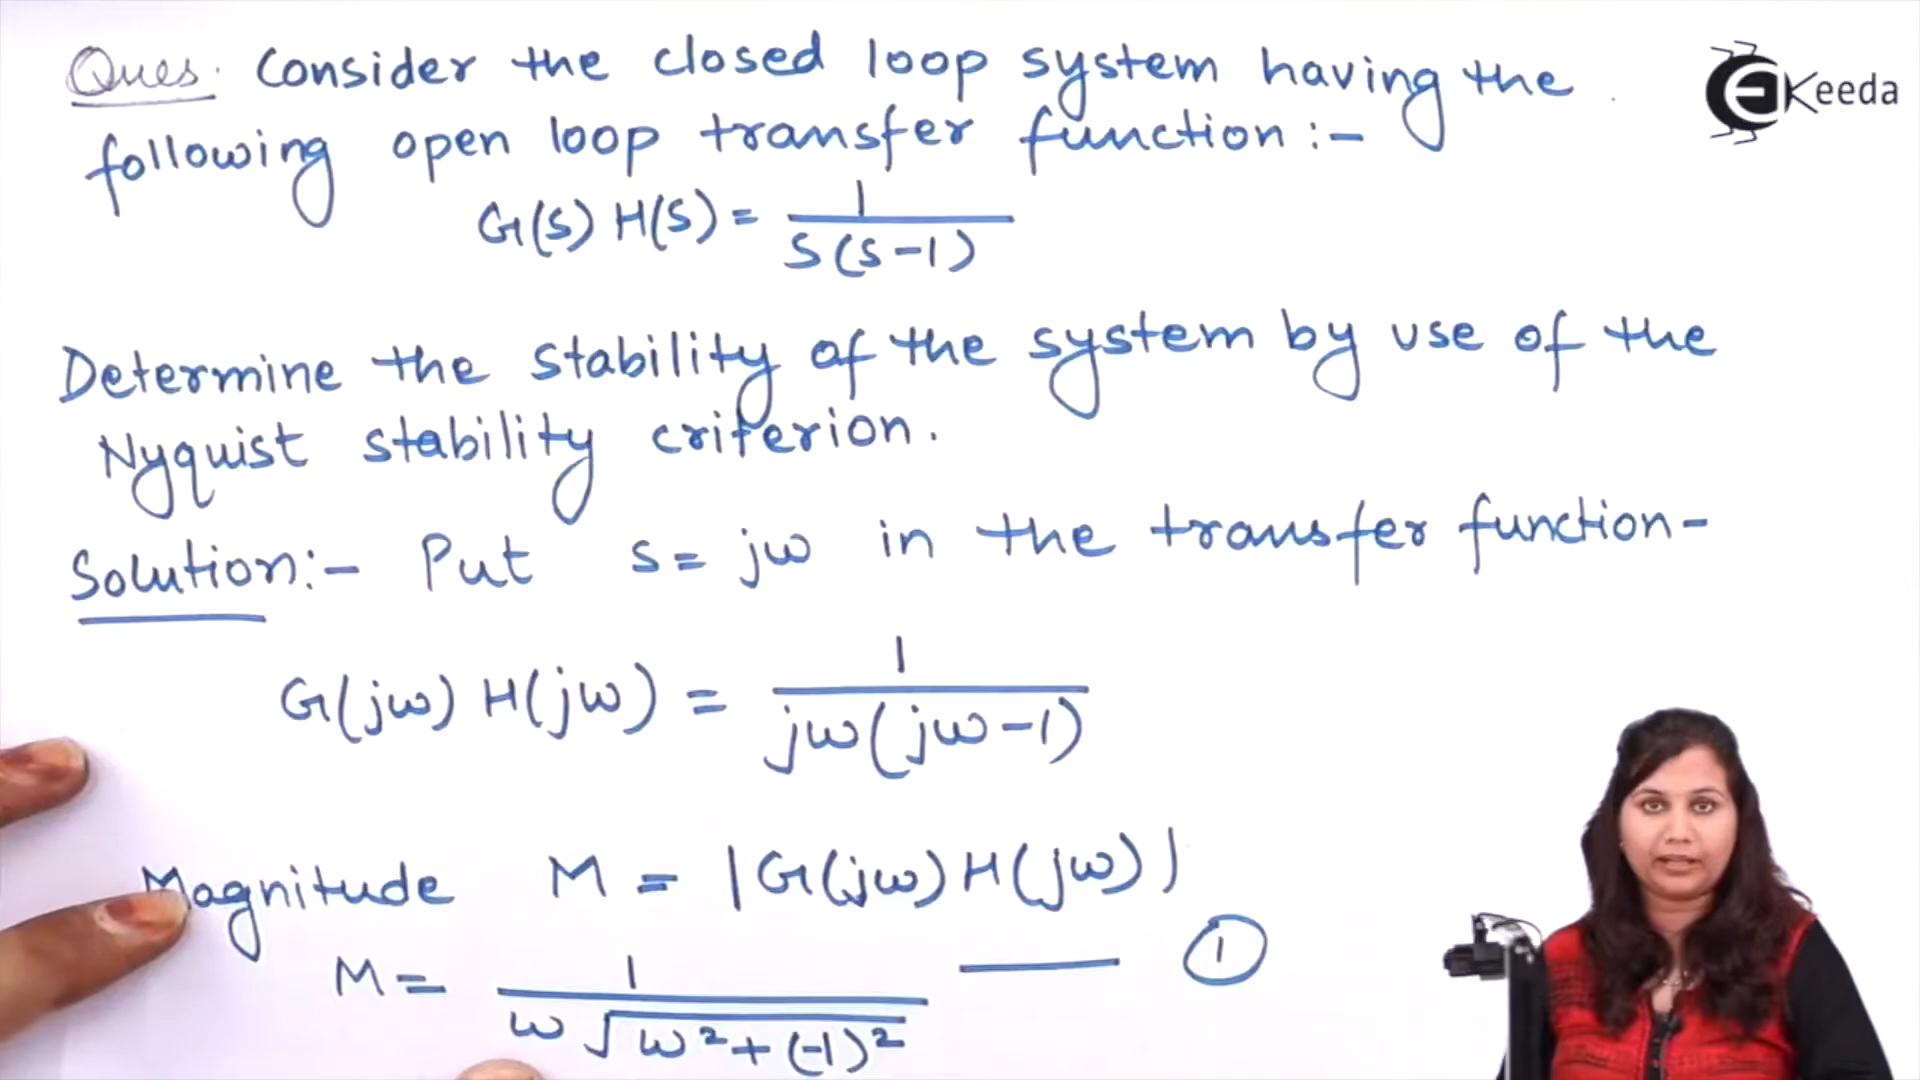 Ques. Consider the closed loop system having the
following open loop transfer function:-
G(s) H(s) = 1 / s(s-1)
Determine the stability of the system by use of the
Nyquist stability criterion.
Solution:- Put s = jω in the transfer function-
G(jω) H(jω) = 1 / jω(jω-1)
Magnitude M = |G(jω) H(jω)|
M = 1 / ω√ω²+(-1)² —— ①
EKeeda